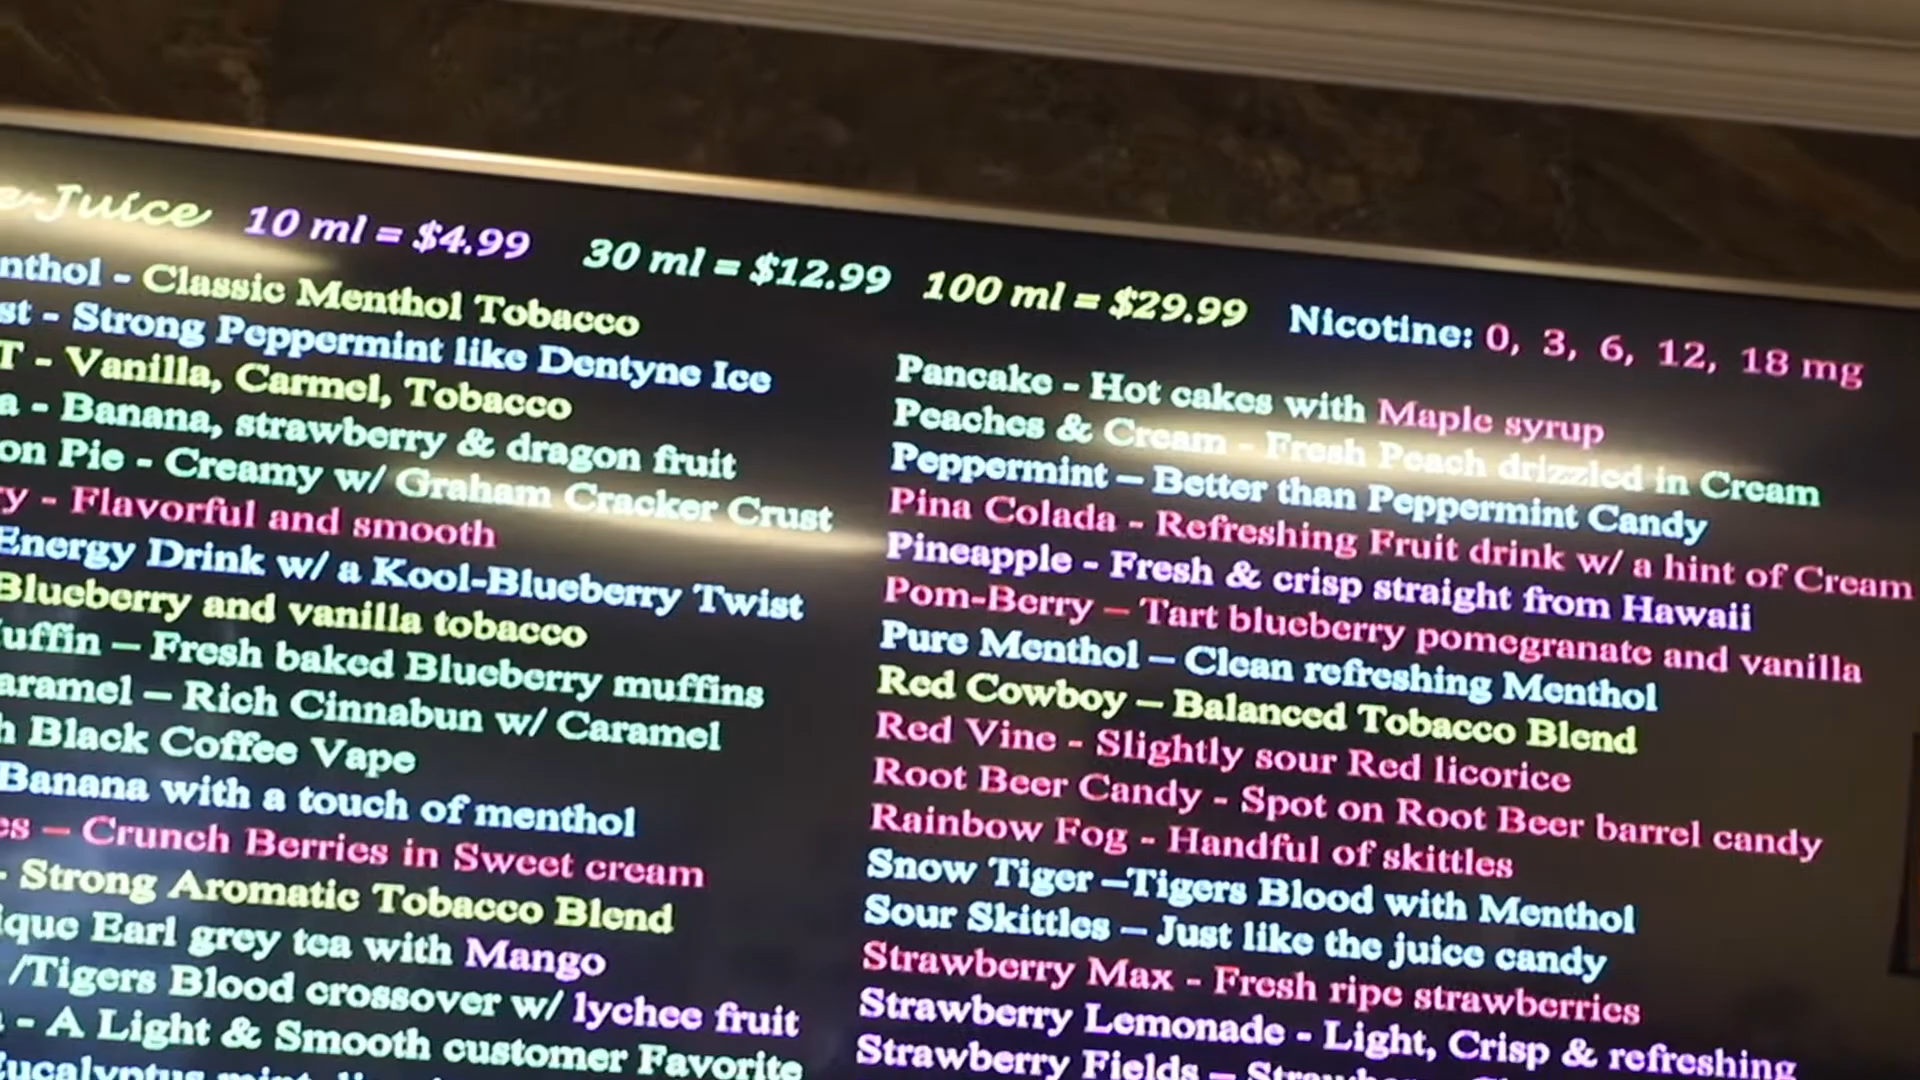 e-Juice 10 ml = $4.99 30 ml = $12.99 100 ml = $29.99 Nicotine: 0, 3, 6, 12, 18 mg
nthol - Classic Menthol Tobacco
st - Strong Peppermint like Dentyne Ice
T - Vanilla, Carmel, Tobacco
a - Banana, strawberry & dragon fruit
on Pie - Creamy w/ Graham Cracker Crust
y - Flavorful and smooth
Energy Drink w/ a Kool-Blueberry Twist
Blueberry and vanilla tobacco
uffin – Fresh baked Blueberry muffins
aramel – Rich Cinnabun w/ Caramel
h Black Coffee Vape
Banana with a touch of menthol
es – Crunch Berries in Sweet cream
- Strong Aromatic Tobacco Blend
ique Earl grey tea with Mango
/Tigers Blood crossover w/ lychee fruit
- A Light & Smooth customer Favorite
Eucalyptus mint
Pancake - Hot cakes with Maple syrup
Peaches & Cream - Fresh Peach drizzled in Cream
Peppermint – Better than Peppermint Candy
Pina Colada - Refreshing Fruit drink w/ a hint of Cream
Pineapple - Fresh & crisp straight from Hawaii
Pom-Berry – Tart blueberry pomegranate and vanilla
Pure Menthol – Clean refreshing Menthol
Red Cowboy – Balanced Tobacco Blend
Red Vine - Slightly sour Red licorice
Root Beer Candy - Spot on Root Beer barrel candy
Rainbow Fog - Handful of skittles
Snow Tiger –Tigers Blood with Menthol
Sour Skittles – Just like the juice candy
Strawberry Max - Fresh ripe strawberries
Strawberry Lemonade - Light, Crisp & refreshing
Strawberry Fields –